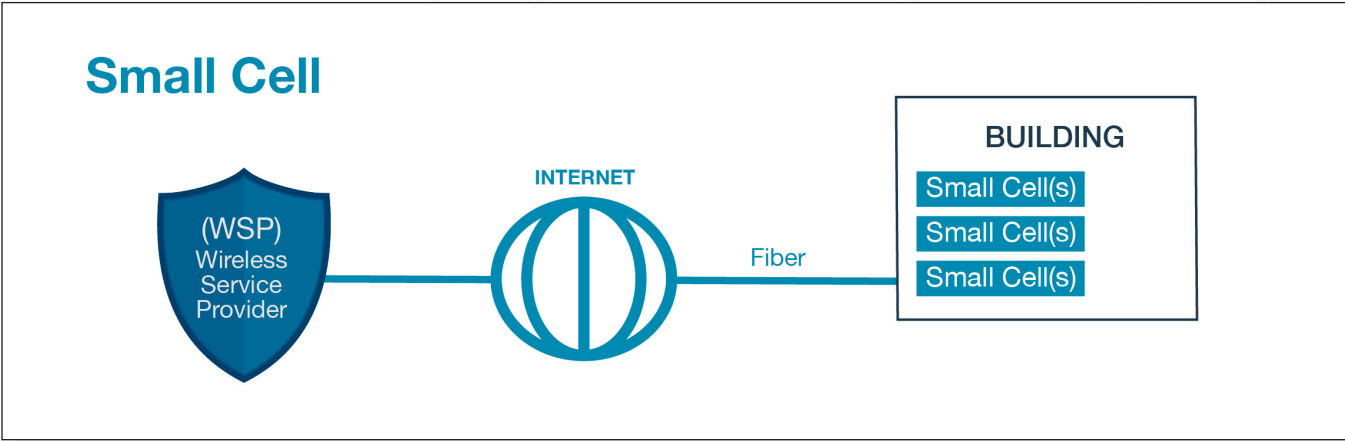 Small Cell
(WSP)
Wireless
Service
Provider
INTERNET
Fiber
BUILDING
Small Cell(s)
Small Cell(s)
Small Cell(s)